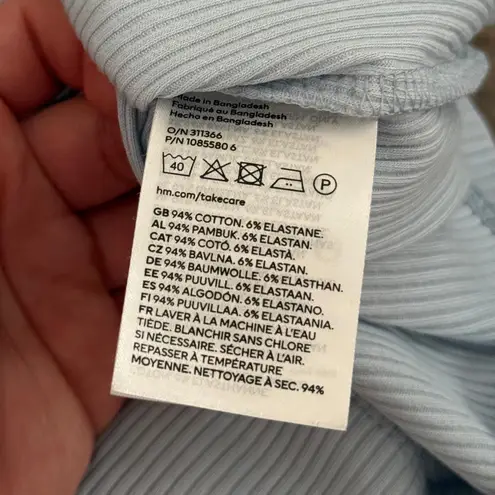 Made in Bangladesh
Fabriqué au Bangladesh
Hecho en Bangladesh
O/N 311366
P/N 1085580 6
40
P
hm.com/takecare
GB 94% COTTON. 6% ELASTANE.
AL 94% PAMBUK. 6% ELASTAN.
CAT 94% COTÓ. 6% ELASTÀ.
CZ 94% BAVLNA. 6% ELASTAN.
DE 94% BAUMWOLLE. 6% ELASTHAN.
EE 94% PUUVILL. 6% ELASTAAN.
ES 94% ALGODÓN. 6% ELASTANO.
FI 94% PUUVILLAA. 6% ELASTAANIA.
FR LAVER À LA MACHINE À L'EAU
TIÈDE. BLANCHIR SANS CHLORE
SI NÉCESSAIRE. SÉCHER À L'AIR.
REPASSER À TEMPÉRATURE
MOYENNE. NETTOYAGE À SEC. 94%